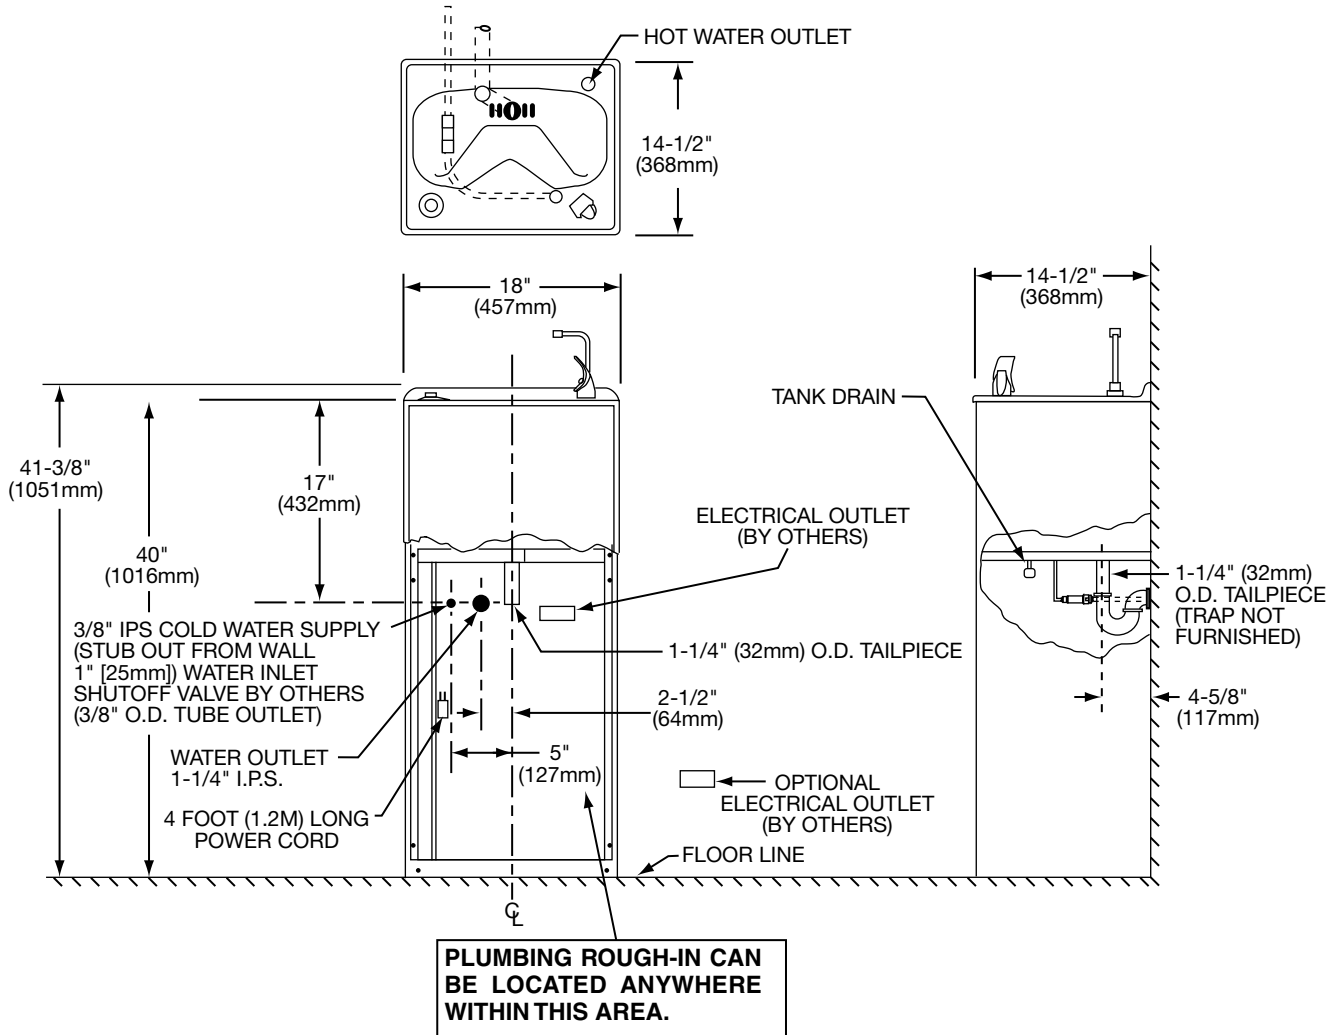 HOT WATER OUTLET
14-1/2"
(368mm)
18"
(457mm)
14-1/2"
(368mm)
TANK DRAIN
41-3/8"
(1051mm)
17"
(432mm)
40"
(1016mm)
ELECTRICAL OUTLET
(BY OTHERS)
1-1/4" (32mm)
O.D. TAILPIECE
(TRAP NOT
FURNISHED)
3/8" IPS COLD WATER SUPPLY
(STUB OUT FROM WALL
1" [25mm]) WATER INLET
SHUTOFF VALVE BY OTHERS
(3/8" O.D. TUBE OUTLET)
1-1/4" (32mm) O.D. TAILPIECE
2-1/2"
(64mm)
4-5/8"
(117mm)
WATER OUTLET
1-1/4" I.P.S.
5"
(127mm)
OPTIONAL
ELECTRICAL OUTLET
(BY OTHERS)
4 FOOT (1.2M) LONG
POWER CORD
FLOOR LINE
CL
PLUMBING ROUGH-IN CAN
BE LOCATED ANYWHERE
WITHIN THIS AREA.